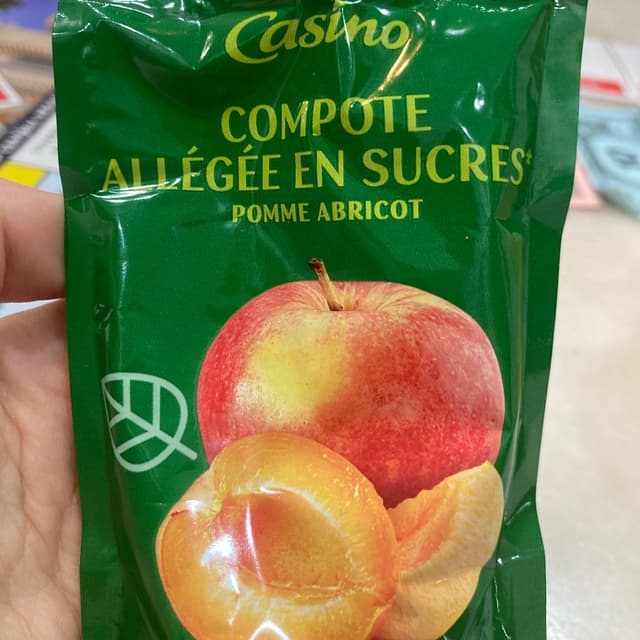 Casino
COMPOTE
ALLÉGÉE EN SUCRES*
POMME ABRICOT